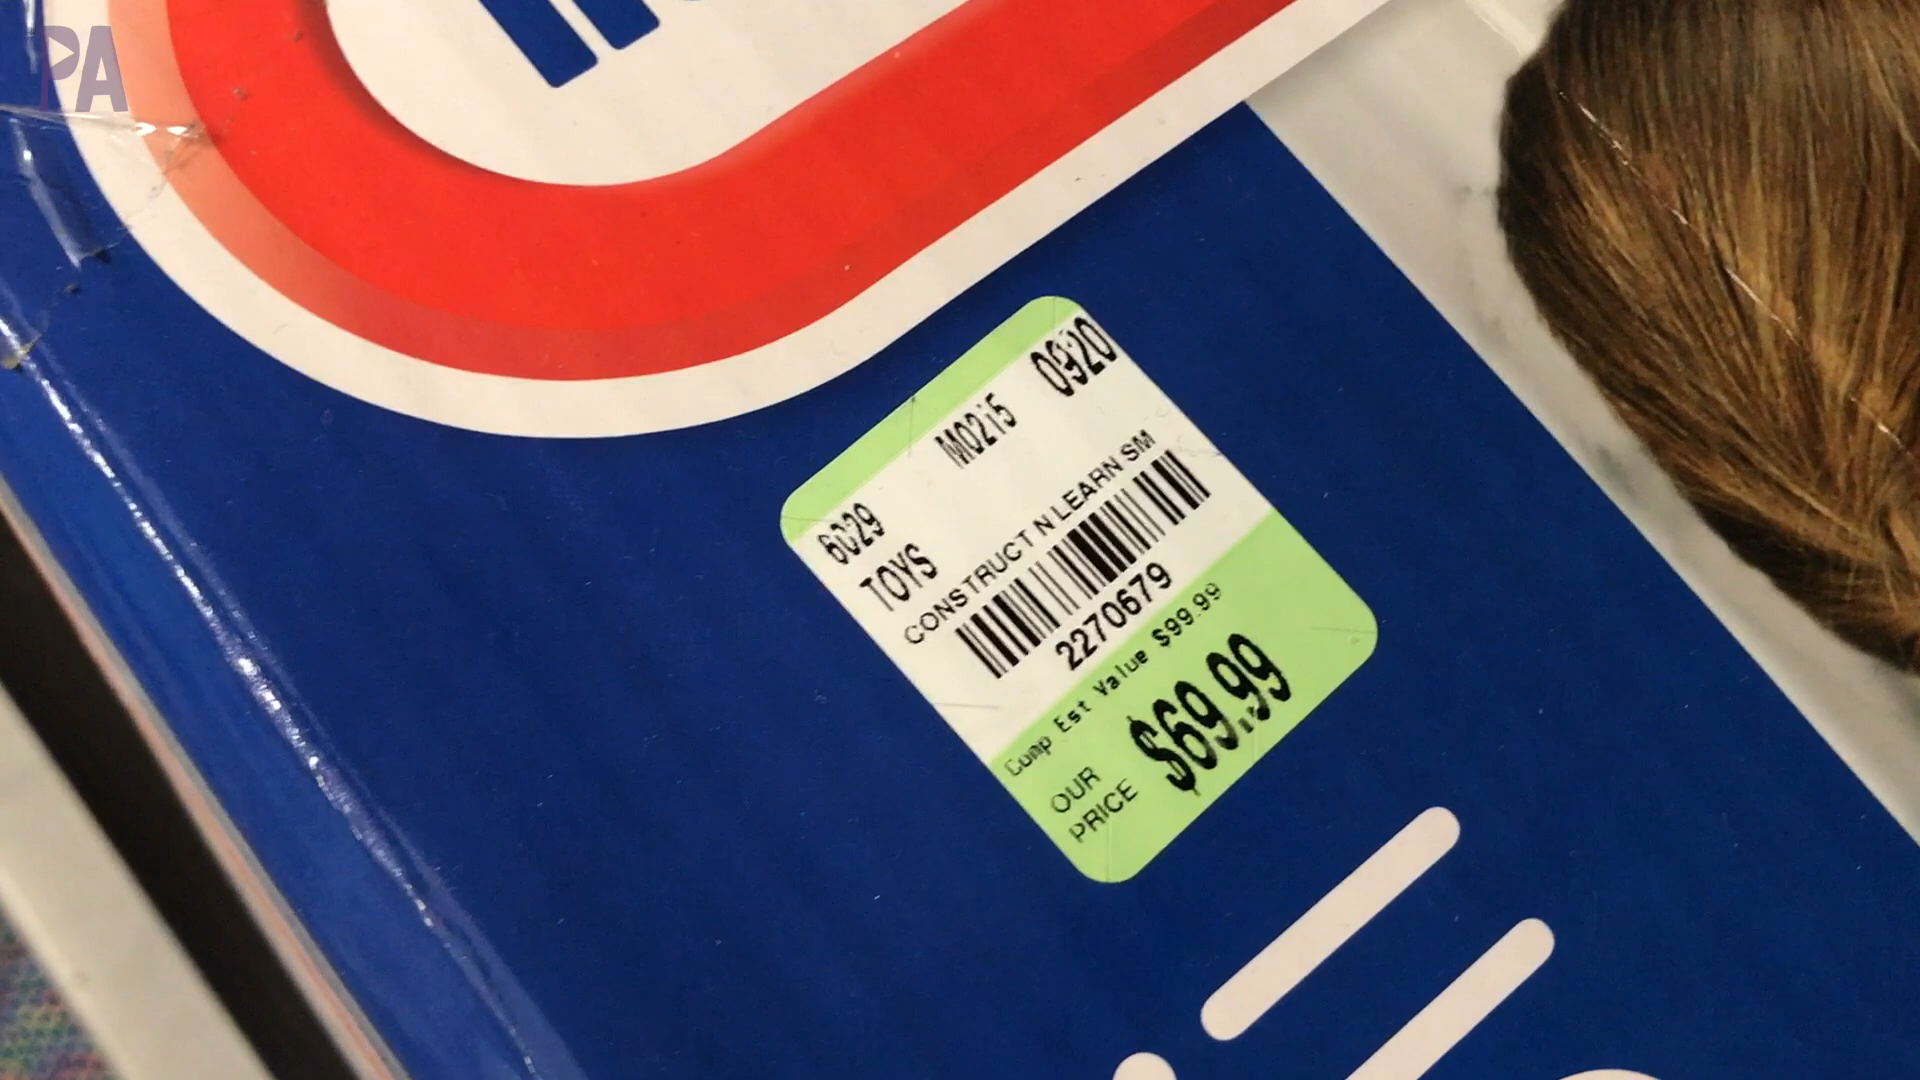 PA
6029 M0215 0920
TOYS
CONSTRUCT N LEARN SM
2270679
Comp Est Value $99.99
OUR
PRICE $69.99